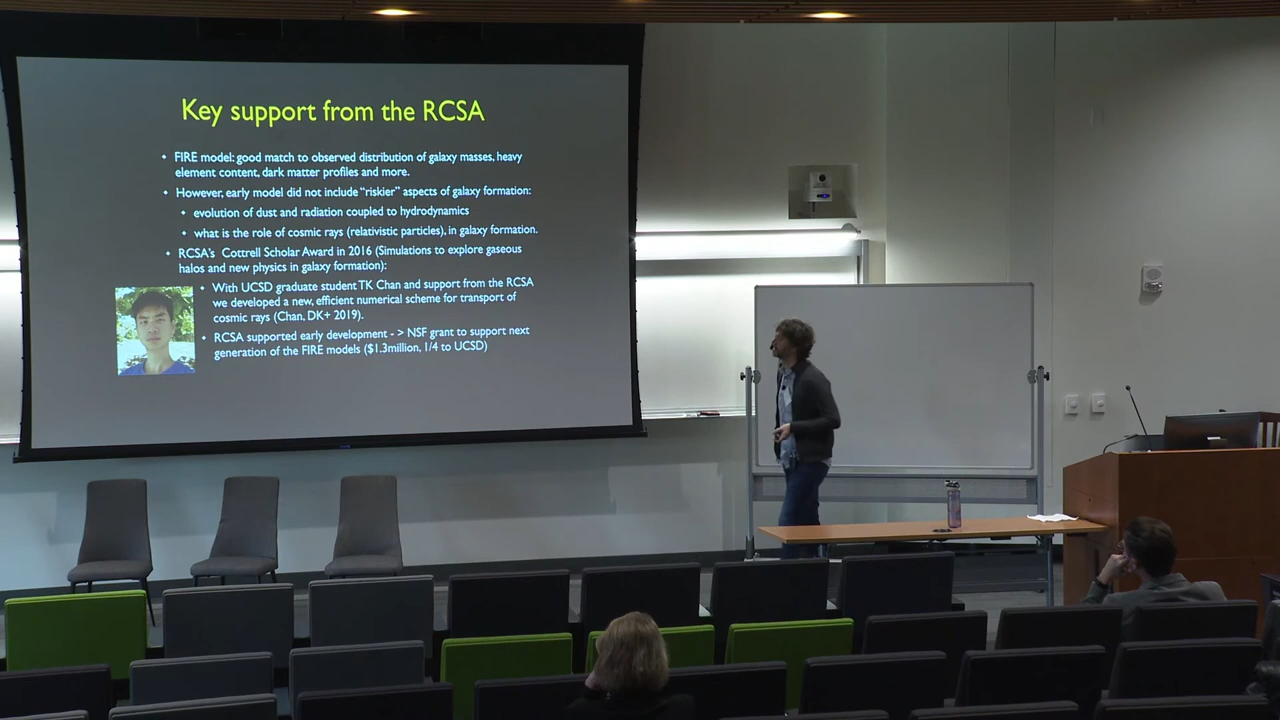 Key support from the RCSA
• FIRE model: good match to observed distribution of galaxy masses, heavy
element content, dark matter profiles and more.
• However, early model did not include “riskier” aspects of galaxy formation:
• evolution of dust and radiation coupled to hydrodynamics
• what is the role of cosmic rays (relativistic particles), in galaxy formation.
• RCSA's Cottrell Scholar Award in 2016 (Simulations to explore gaseous
halos and new physics in galaxy formation):
• With UCSD graduate student TK Chan and support from the RCSA
we developed a new, efficient numerical scheme for transport of
cosmic rays (Chan, DK+ 2019).
• RCSA supported early development - > NSF grant to support next
generation of the FIRE models ($1.3million, 1/4 to UCSD)